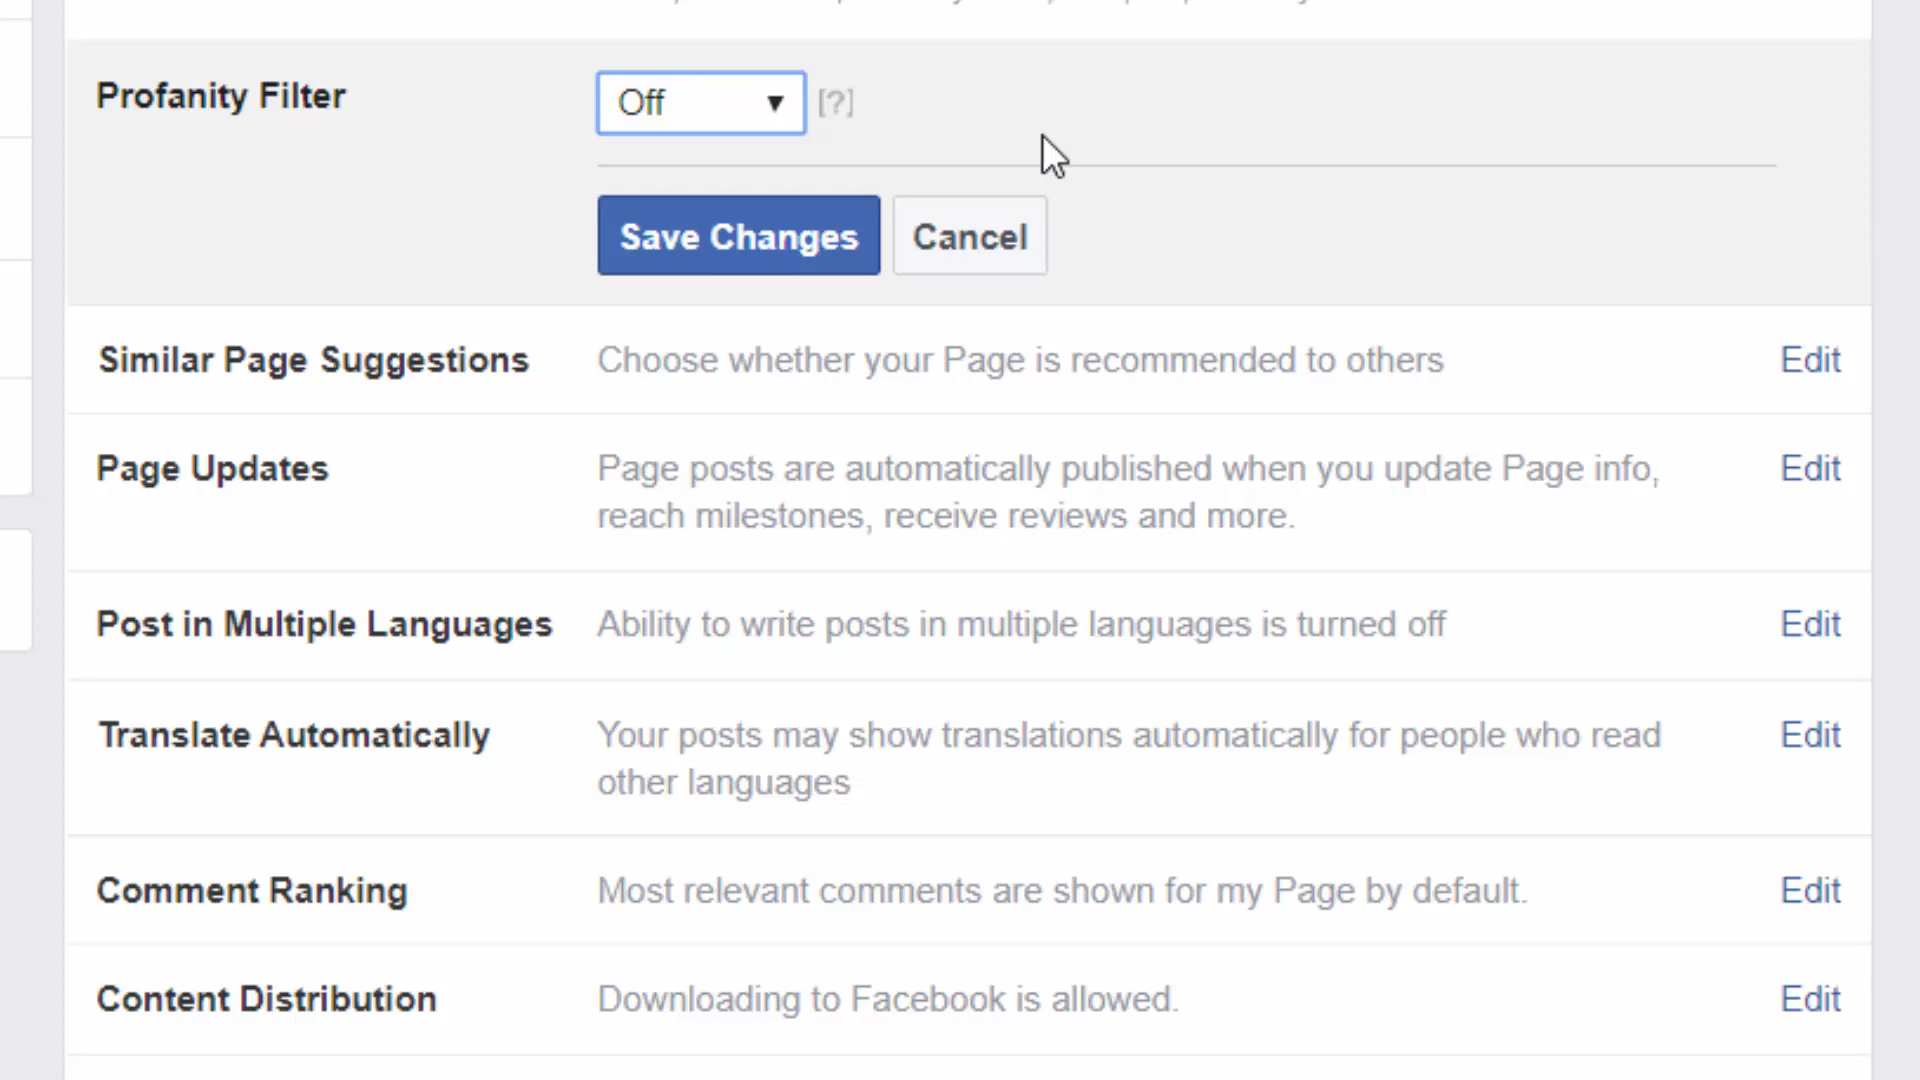 Profanity Filter
Off ▼ [?]
Save Changes Cancel
Similar Page Suggestions Choose whether your Page is recommended to others Edit
Page Updates Page posts are automatically published when you update Page info, Edit
reach milestones, receive reviews and more.
Post in Multiple Languages Ability to write posts in multiple languages is turned off Edit
Translate Automatically Your posts may show translations automatically for people who read Edit
other languages
Comment Ranking Most relevant comments are shown for my Page by default. Edit
Content Distribution Downloading to Facebook is allowed. Edit